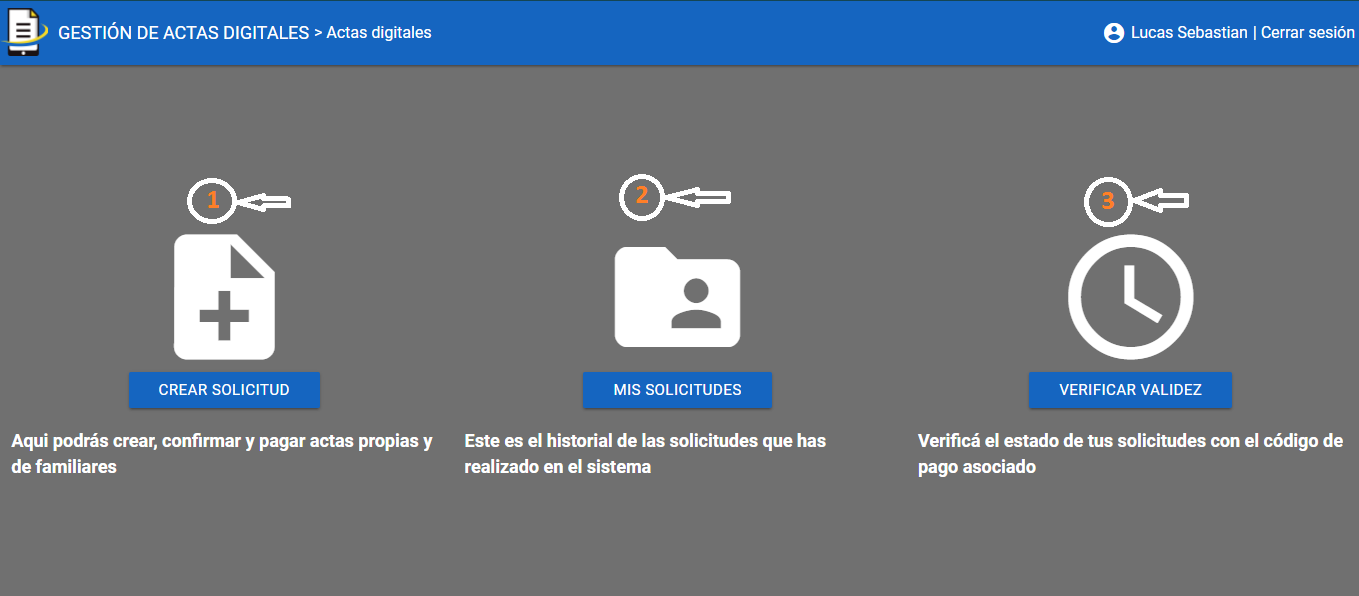 GESTIÓN DE ACTAS DIGITALES > Actas digitales
Lucas Sebastian | Cerrar sesión
1
2
3
CREAR SOLICITUD
MIS SOLICITUDES
VERIFICAR VALIDEZ
Aqui podrás crear, confirmar y pagar actas propias y
de familiares
Este es el historial de las solicitudes que has
realizado en el sistema
Verificá el estado de tus solicitudes con el código de
pago asociado